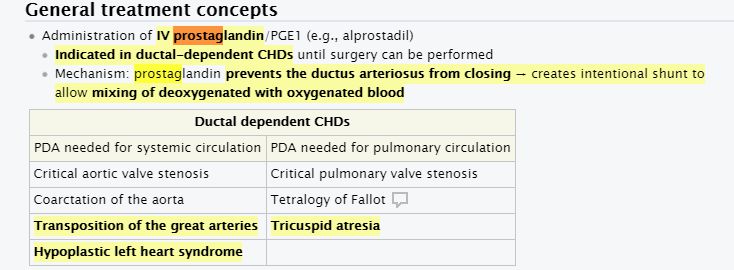 General treatment concepts
Administration of IV prostaglandin/PGE1 (e.g., alprostadil)
Indicated in ductal-dependent CHDs until surgery can be performed
Mechanism: prostaglandin prevents the ductus arteriosus from closing → creates intentional shunt to
allow mixing of deoxygenated with oxygenated blood
Ductal dependent CHDs
PDA needed for systemic circulation PDA needed for pulmonary circulation
Critical aortic valve stenosis Critical pulmonary valve stenosis
Coarctation of the aorta Tetralogy of Fallot
Transposition of the great arteries Tricuspid atresia
Hypoplastic left heart syndrome